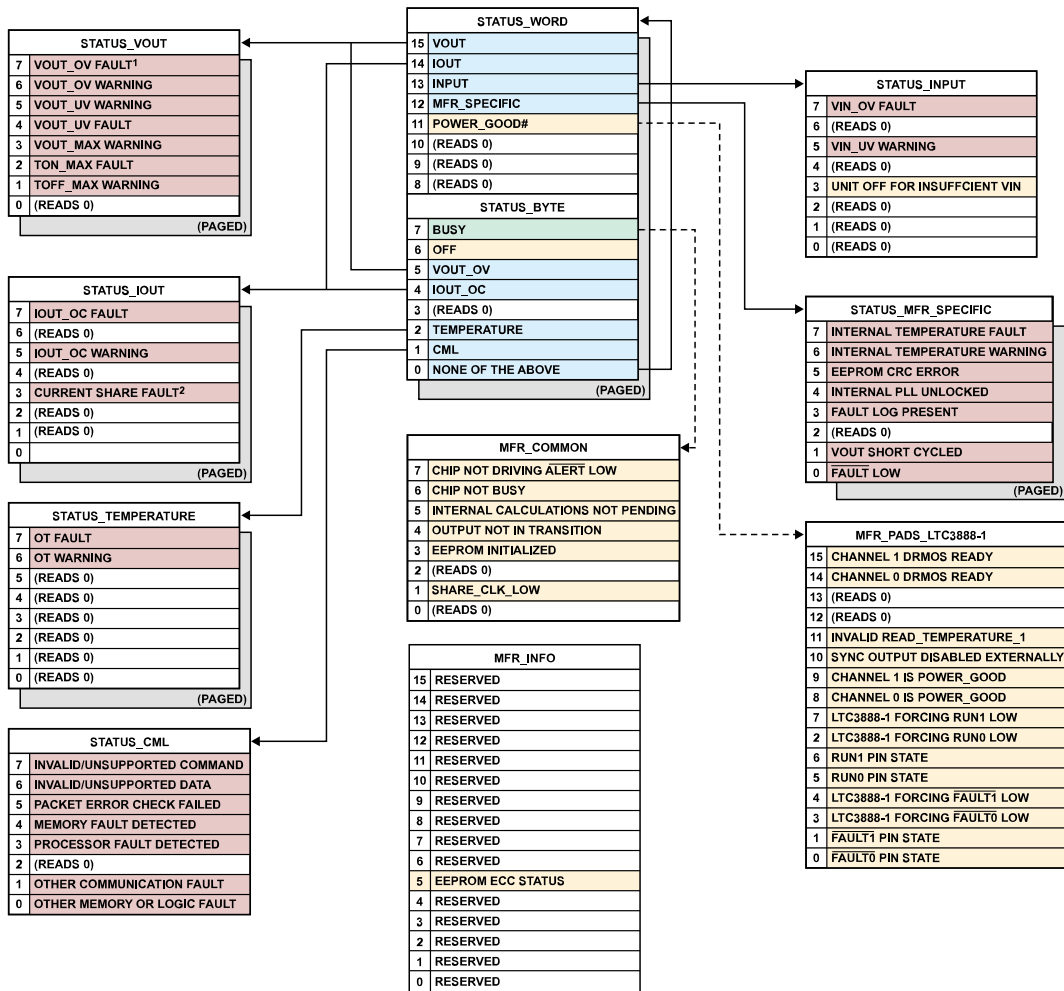 STATUS_VOUT
7 VOUT_OV FAULT1
6 VOUT_OV WARNING
5 VOUT_UV WARNING
4 VOUT_UV FAULT
3 VOUT_MAX WARNING
2 TON_MAX FAULT
1 TOFF_MAX WARNING
0 (READS 0)
(PAGED)
STATUS_IOUT
7 IOUT_OC FAULT
6 (READS 0)
5 IOUT_OC WARNING
4 (READS 0)
3 CURRENT SHARE FAULT2
2 (READS 0)
1 (READS 0)
0
(PAGED)
STATUS_TEMPERATURE
7 OT FAULT
6 OT WARNING
5 (READS 0)
4 (READS 0)
3 (READS 0)
2 (READS 0)
1 (READS 0)
0 (READS 0)
(PAGED)
STATUS_CML
7 INVALID/UNSUPPORTED COMMAND
6 INVALID/UNSUPPORTED DATA
5 PACKET ERROR CHECK FAILED
4 MEMORY FAULT DETECTED
3 PROCESSOR FAULT DETECTED
2 (READS 0)
1 OTHER COMMUNICATION FAULT
0 OTHER MEMORY OR LOGIC FAULT
STATUS_WORD
15 VOUT
14 IOUT
13 INPUT
12 MFR_SPECIFIC
11 POWER_GOOD#
10 (READS 0)
9 (READS 0)
8 (READS 0)
STATUS_BYTE
7 BUSY
6 OFF
5 VOUT_OV
4 IOUT_OC
3 (READS 0)
2 TEMPERATURE
1 CML
0 NONE OF THE ABOVE
(PAGED)
MFR_COMMON
7 CHIP NOT DRIVING ALERT LOW
6 CHIP NOT BUSY
5 INTERNAL CALCULATIONS NOT PENDING
4 OUTPUT NOT IN TRANSITION
3 EEPROM INITIALIZED
2 (READS 0)
1 SHARE_CLK_LOW
0 (READS 0)
MFR_INFO
15 RESERVED
14 RESERVED
13 RESERVED
12 RESERVED
11 RESERVED
10 RESERVED
9 RESERVED
8 RESERVED
7 RESERVED
6 RESERVED
5 EEPROM ECC STATUS
4 RESERVED
3 RESERVED
2 RESERVED
1 RESERVED
0 RESERVED
STATUS_INPUT
7 VIN_OV FAULT
6 (READS 0)
5 VIN_UV WARNING
4 (READS 0)
3 UNIT OFF FOR INSUFFCIENT VIN
2 (READS 0)
1 (READS 0)
0 (READS 0)
STATUS_MFR_SPECIFIC
7 INTERNAL TEMPERATURE FAULT
6 INTERNAL TEMPERATURE WARNING
5 EEPROM CRC ERROR
4 INTERNAL PLL UNLOCKED
3 FAULT LOG PRESENT
2 (READS 0)
1 VOUT SHORT CYCLED
0 FAULT LOW
(PAGED)
MFR_PADS_LTC3888-1
15 CHANNEL 1 DRMOS READY
14 CHANNEL 0 DRMOS READY
13 (READS 0)
12 (READS 0)
11 INVALID READ_TEMPERATURE_1
10 SYNC OUTPUT DISABLED EXTERNALLY
9 CHANNEL 1 IS POWER_GOOD
8 CHANNEL 0 IS POWER_GOOD
7 LTC3888-1 FORCING RUN1 LOW
2 LTC3888-1 FORCING RUN0 LOW
6 RUN1 PIN STATE
5 RUN0 PIN STATE
4 LTC3888-1 FORCING FAULT1 LOW
3 LTC3888-1 FORCING FAULT0 LOW
1 FAULT1 PIN STATE
0 FAULT0 PIN STATE